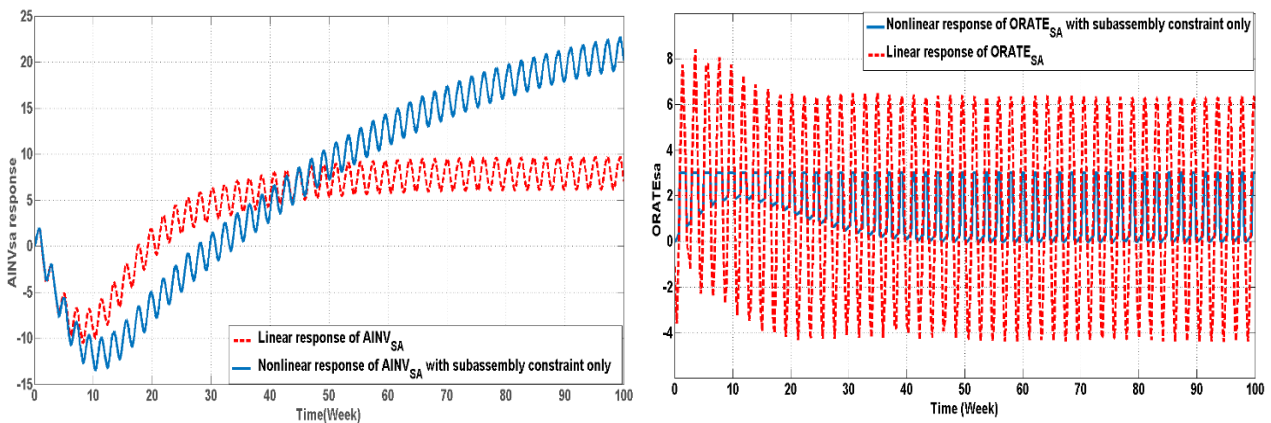 25
20
15
10
5
0
-5
-10
-15
AINVsa response
Linear response of AINV_SA
Nonlinear response of AINV_SA with subassembly constraint only
0 10 20 30 40 50 60 70 80 90 100
Time(Week)
Nonlinear response of ORATE_SA with subassembly constraint only
Linear response of ORATE_SA
8
6
4
2
0
-2
-4
ORATEsa
0 10 20 30 40 50 60 70 80 90 100
Time (Week)